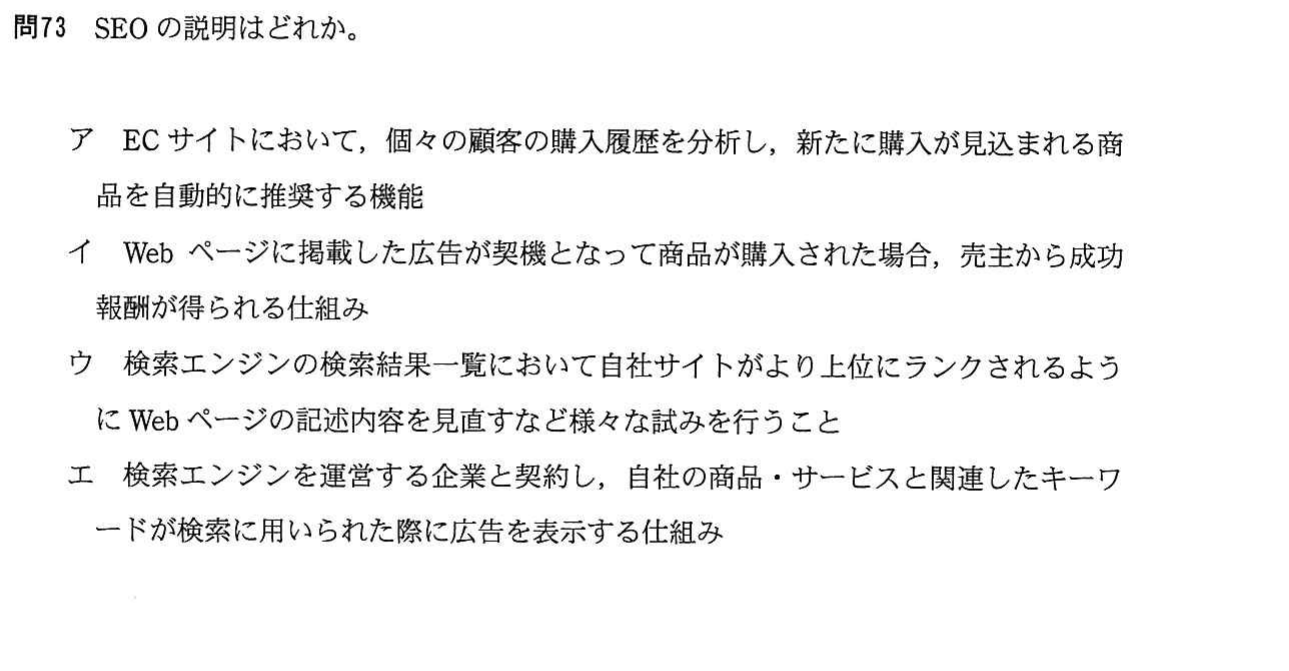 問73 SEO の説明はどれか。
ア EC サイトにおいて，個々の顧客の購入履歴を分析し，新たに購入が見込まれる商
品を自動的に推奨する機能
イ Web ページに掲載した広告が契機となって商品が購入された場合，売主から成功
報酬が得られる仕組み
ウ 検索エンジンの検索結果一覧において自社サイトがより上位にランクされるよう
に Web ページの記述内容を見直すなど様々な試みを行うこと
エ 検索エンジンを運営する企業と契約し，自社の商品・サービスと関連したキーワ
ードが検索に用いられた際に広告を表示する仕組み